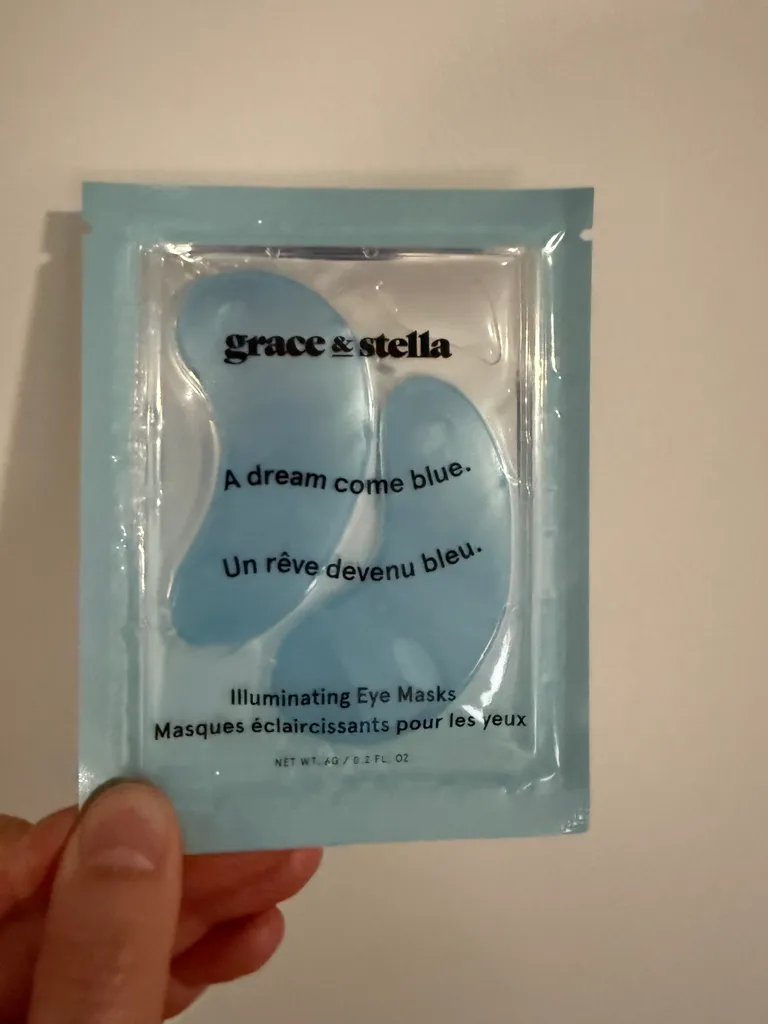 grace & stella
A dream come blue.
Un rêve devenu bleu.
Illuminating Eye Masks
Masques éclaircissants pour les yeux
NET WT. 6G / 0.2 FL. OZ